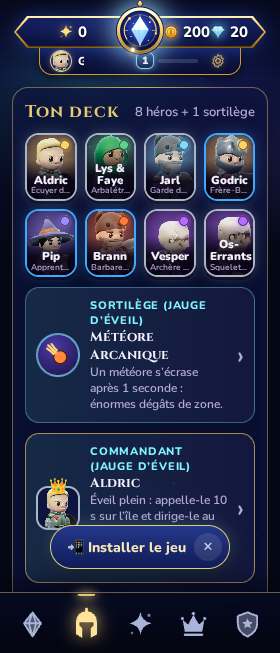 0
200
20
G
1
Ton deck
8 héros + 1 sortilège
Aldric
Écuyer d…
Lys &
Faye
Arbalétr…
Jarl
Garde d…
Godric
Frère-B…
Pip
Apprent…
Brann
Barbare…
Vesper
Archère …
Os-
Errants
Squelet…
SORTILÈGE (JAUGE
D'ÉVEIL)
Météore
Arcanique
Un météore s'écrase
après 1 seconde :
énormes dégâts de zone.
›
COMMANDANT
(JAUGE D'ÉVEIL)
Aldric
Éveil plein : appelle-le 10
s sur l'île et dirige-le au
›
Installer le jeu
×